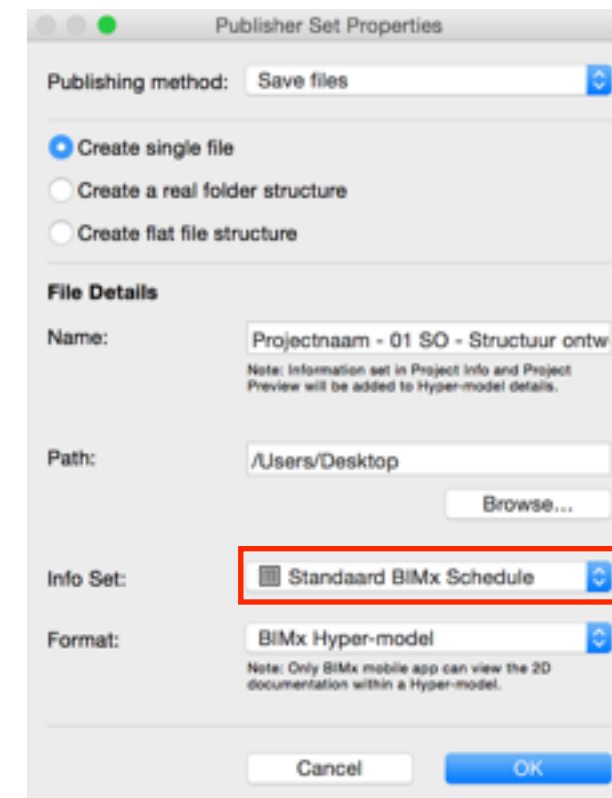 Publisher Set Properties
Publishing method: Save files
Create single file
Create a real folder structure
Create flat file structure
File Details
Name: Projectnaam - 01 SO - Structuur ontw
Note: Information set in Project Info and Project
Preview will be added to Hyper-model details.
Path: /Users/Desktop
Browse...
Info Set: Standaard BIMx Schedule
Format: BIMx Hyper-model
Note: Only BIMx mobile app can view the 2D
documentation within a Hyper-model.
Cancel OK